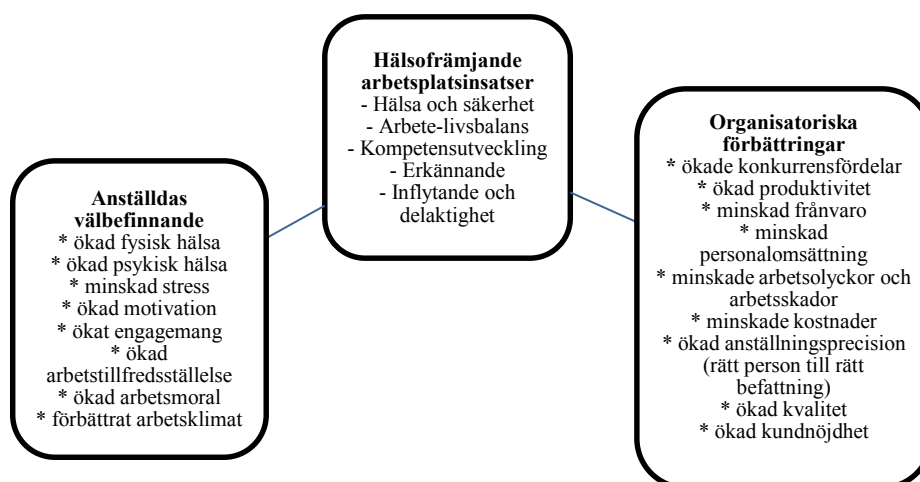 Hälsofrämjande
arbetsplatsinsatser
- Hälsa och säkerhet
- Arbete-livsbalans
- Kompetensutveckling
- Erkännande
- Inflytande och
delaktighet
Anställdas
välbefinnande
* ökad fysisk hälsa
* ökad psykisk hälsa
* minskad stress
* ökad motivation
* ökat engagemang
* ökad
arbetstillfredsställelse
* ökad arbetsmoral
* förbättrat arbetsklimat
Organisatoriska
förbättringar
* ökade konkurrensfördelar
* ökad produktivitet
* minskad frånvaro
* minskad
personalomsättning
* minskade arbetsolyckor och
arbetsskador
* minskade kostnader
* ökad anställningsprecision
(rätt person till rätt
befattning)
* ökad kvalitet
* ökad kundnöjdhet